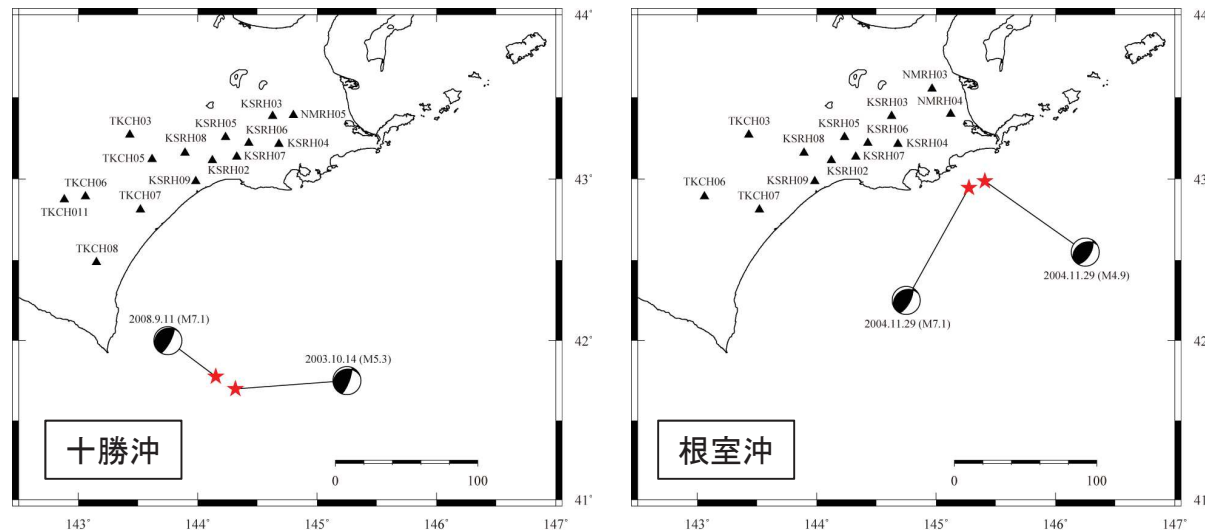 44°
43°
42°
41°
143°
144°
145°
146°
147°
KSRH03
NMRH05
TKCH03
KSRH05
KSRH06
KSRH08
KSRH04
TKCH05
KSRH07
KSRH02
TKCH06
KSRH09
TKCH07
TKCH011
TKCH08
2008.9.11 (M7.1)
2003.10.14 (M5.3)
十勝沖
0
100
44°
43°
42°
41°
143°
144°
145°
146°
147°
NMRH03
KSRH03
NMRH04
TKCH03
KSRH05
KSRH06
KSRH08
KSRH04
KSRH07
KSRH02
TKCH06
KSRH09
TKCH07
2004.11.29 (M4.9)
2004.11.29 (M7.1)
根室沖
0
100